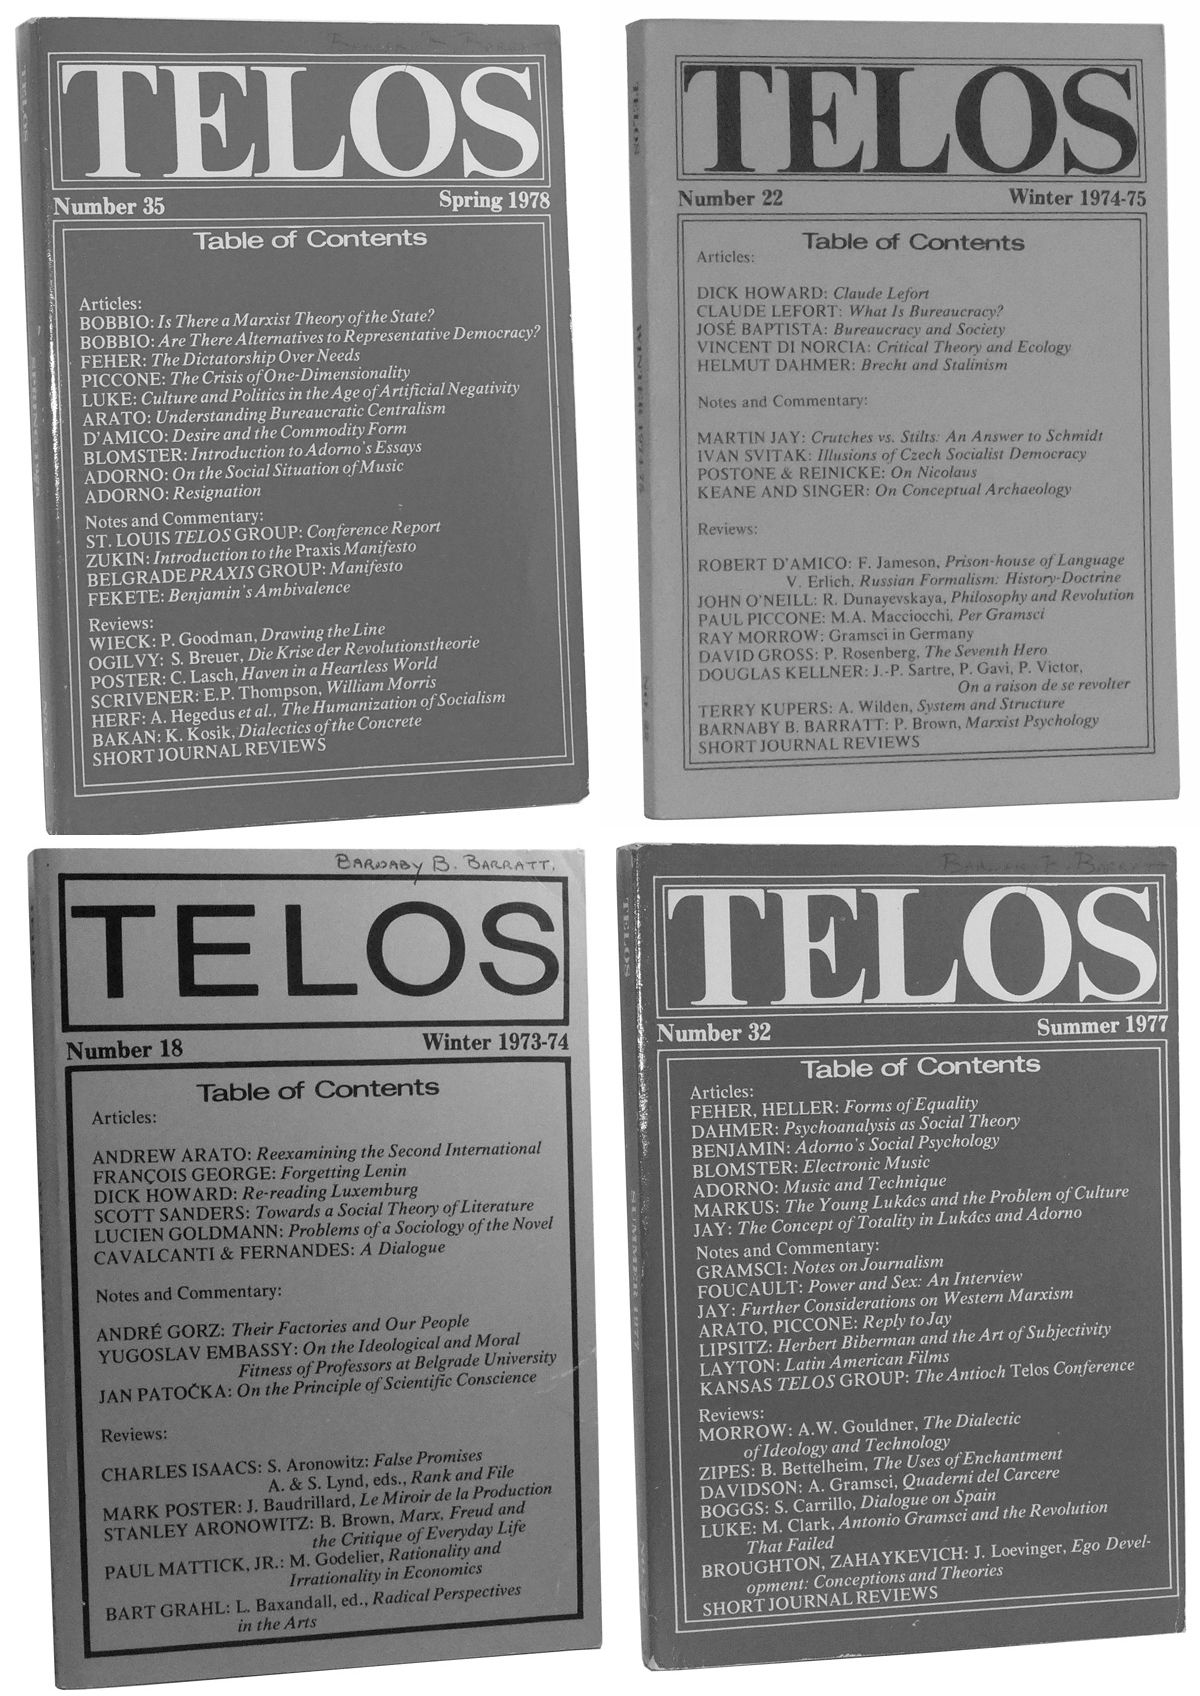 TELOS
Number 35 Spring 1978
Table of Contents
Articles:
BOBBIO: Is There a Marxist Theory of the State?
BOBBIO: Are There Alternatives to Representative Democracy?
FEHER: The Dictatorship Over Needs
PICCONE: The Crisis of One-Dimensionality
LUKE: Culture and Politics in the Age of Artificial Negativity
ARATO: Understanding Bureaucratic Centralism
D'AMICO: Desire and the Commodity Form
BLOMSTER: Introduction to Adorno's Essays
ADORNO: On the Social Situation of Music
ADORNO: Resignation
Notes and Commentary:
ST. LOUIS TELOS GROUP: Conference Report
ZUKIN: Introduction to the Praxis Manifesto
BELGRADE PRAXIS GROUP: Manifesto
FEKETE: Benjamin's Ambivalence
Reviews:
WIECK: P. Goodman, Drawing the Line
OGILVY: S. Breuer, Die Krise der Revolutionstheorie
POSTER: C. Lasch, Haven in a Heartless World
SCRIVENER: E.P. Thompson, William Morris
HERF: A. Hegedus et al., The Humanization of Socialism
BAKAN: K. Kosik, Dialectics of the Concrete
SHORT JOURNAL REVIEWS
TELOS
TELOS
Number 22 Winter 1974-75
Table of Contents
Articles:
DICK HOWARD: Claude Lefort
CLAUDE LEFORT: What Is Bureaucracy?
JOSÉ BAPTISTA: Bureaucracy and Society
VINCENT DI NORCIA: Critical Theory and Ecology
HELMUT DAHMER: Brecht and Stalinism
Notes and Commentary:
MARTIN JAY: Crutches vs. Stilts: An Answer to Schmidt
IVAN SVITAK: Illusions of Czech Socialist Democracy
POSTONE & REINICKE: On Nicolaus
KEANE AND SINGER: On Conceptual Archaeology
Reviews:
ROBERT D'AMICO: F. Jameson, Prison-house of Language
V. Erlich, Russian Formalism: History-Doctrine
JOHN O'NEILL: R. Dunayevskaya, Philosophy and Revolution
PAUL PICCONE: M.A. Macciocchi, Per Gramsci
RAY MORROW: Gramsci in Germany
DAVID GROSS: P. Rosenberg, The Seventh Hero
DOUGLAS KELLNER: J.-P. Sartre, P. Gavi, P. Victor,
On a raison de se revolter
TERRY KUPERS: A. Wilden, System and Structure
BARNABY B. BARRATT: P. Brown, Marxist Psychology
SHORT JOURNAL REVIEWS
TELOS
WINTER 1974-75
BARNABY B. BARRATT.
TELOS
Number 18 Winter 1973-74
Table of Contents
Articles:
ANDREW ARATO: Reexamining the Second International
FRANÇOIS GEORGE: Forgetting Lenin
DICK HOWARD: Re-reading Luxemburg
SCOTT SANDERS: Towards a Social Theory of Literature
LUCIEN GOLDMANN: Problems of a Sociology of the Novel
CAVALCANTI & FERNANDES: A Dialogue
Notes and Commentary:
ANDRÉ GORZ: Their Factories and Our People
YUGOSLAV EMBASSY: On the Ideological and Moral
Fitness of Professors at Belgrade University
JAN PATOČKA: On the Principle of Scientific Conscience
Reviews:
CHARLES ISAACS: S. Aronowitz: False Promises
A. & S. Lynd, eds., Rank and File
MARK POSTER: J. Baudrillard, Le Miroir de la Production
STANLEY ARONOWITZ: B. Brown, Marx, Freud and
the Critique of Everyday Life
PAUL MATTICK, JR.: M. Godelier, Rationality and
Irrationality in Economics
BART GRAHL: L. Baxandall, ed., Radical Perspectives
in the Arts
TELOS
Number 32 Summer 1977
Table of Contents
Articles:
FEHER, HELLER: Forms of Equality
DAHMER: Psychoanalysis as Social Theory
BENJAMIN: Adorno's Social Psychology
BLOMSTER: Electronic Music
ADORNO: Music and Technique
MARKUS: The Young Lukács and the Problem of Culture
JAY: The Concept of Totality in Lukács and Adorno
Notes and Commentary:
GRAMSCI: Notes on Journalism
FOUCAULT: Power and Sex: An Interview
JAY: Further Considerations on Western Marxism
ARATO, PICCONE: Reply to Jay
LIPSITZ: Herbert Biberman and the Art of Subjectivity
LAYTON: Latin American Films
KANSAS TELOS GROUP: The Antioch Telos Conference
Reviews:
MORROW: A.W. Gouldner, The Dialectic
of Ideology and Technology
ZIPES: B. Bettelheim, The Uses of Enchantment
DAVIDSON: A. Gramsci, Quaderni del Carcere
BOGGS: S. Carrillo, Dialogue on Spain
LUKE: M. Clark, Antonio Gramsci and the Revolution
That Failed
BROUGHTON, ZAHAYKEVICH: J. Loevinger, Ego Devel-
opment: Conceptions and Theories
SHORT JOURNAL REVIEWS
TELOS
SUMMER 1977